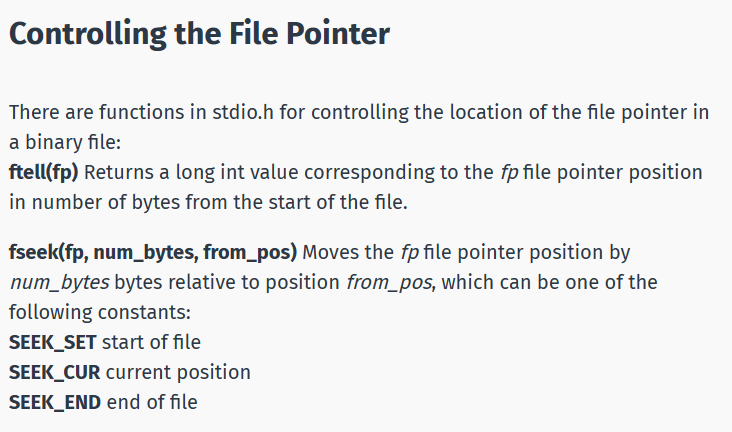 Controlling the File Pointer
There are functions in stdio.h for controlling the location of the file pointer in
a binary file:
ftell(fp) Returns a long int value corresponding to the fp file pointer position
in number of bytes from the start of the file.
fseek(fp, num_bytes, from_pos) Moves the fp file pointer position by
num_bytes bytes relative to position from_pos, which can be one of the
following constants:
SEEK_SET start of file
SEEK_CUR current position
SEEK_END end of file